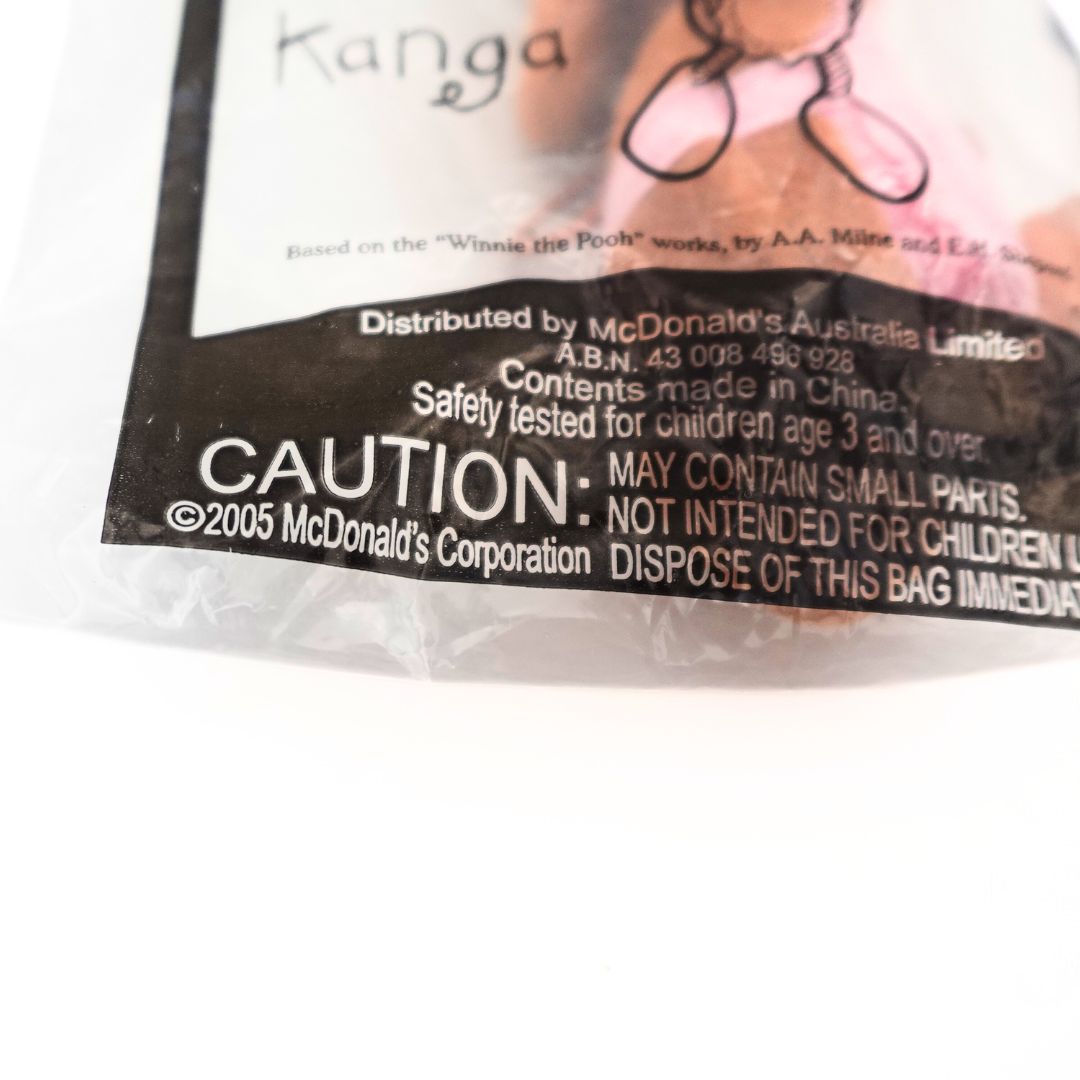 Kanga
Based on the "Winnie the Pooh" works, by A.A. Milne and E.H.
Distributed by McDonald's Australia Limited
A.B.N. 43 008 496 928
Contents made in China.
Safety tested for children age 3 and over
CAUTION: MAY CONTAIN SMALL PARTS.
NOT INTENDED FOR CHILDREN
©2005 McDonald's Corporation DISPOSE OF THIS BAG